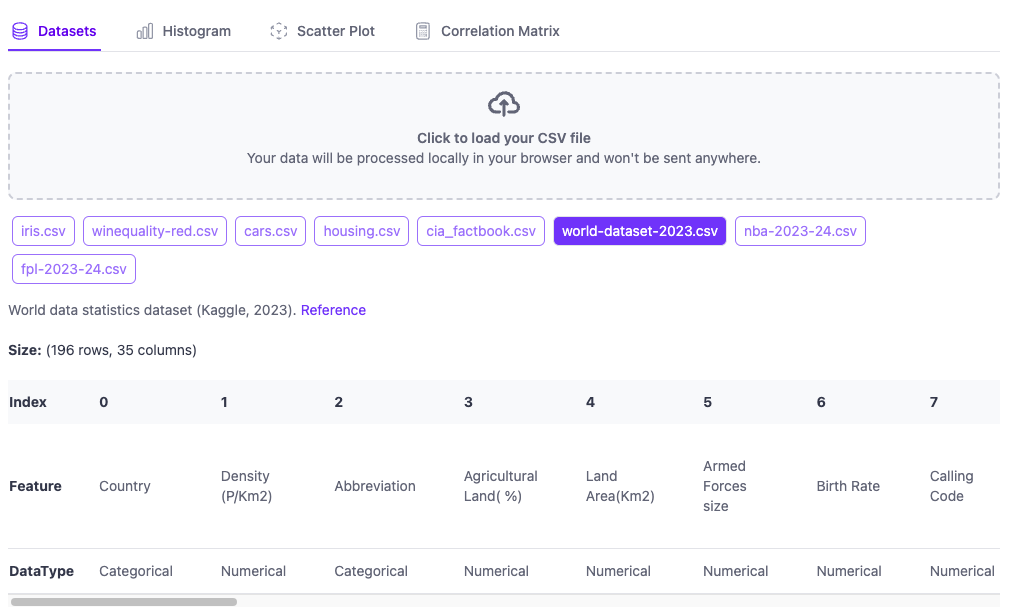 Datasets Histogram Scatter Plot Correlation Matrix
Click to load your CSV file
Your data will be processed locally in your browser and won't be sent anywhere.
iris.csv winequality-red.csv cars.csv housing.csv cia_factbook.csv world-dataset-2023.csv nba-2023-24.csv
fpl-2023-24.csv
World data statistics dataset (Kaggle, 2023). Reference
Size: (196 rows, 35 columns)
Index 0 1 2 3 4 5 6 7
Feature Country Density (P/Km2) Abbreviation Agricultural Land( %) Land Area(Km2) Armed Forces size Birth Rate Calling Code
DataType Categorical Numerical Categorical Numerical Numerical Numerical Numerical Numerical